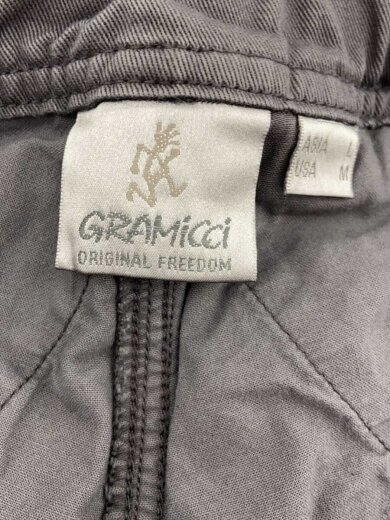 GRAMicci
ORIGINAL FREEDOM
ASIA L
USA M